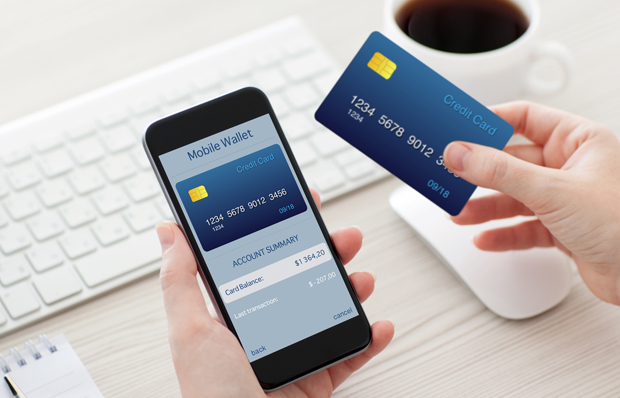 Mobile Wallet
Credit Card
1234 5678 9012 3456
1234
09/18
ACCOUNT SUMMARY
Card Balance: $1 364,20
Last transaction: $ -207,00
back cancel
Credit Card
1234 5678 9012
1234
09/18